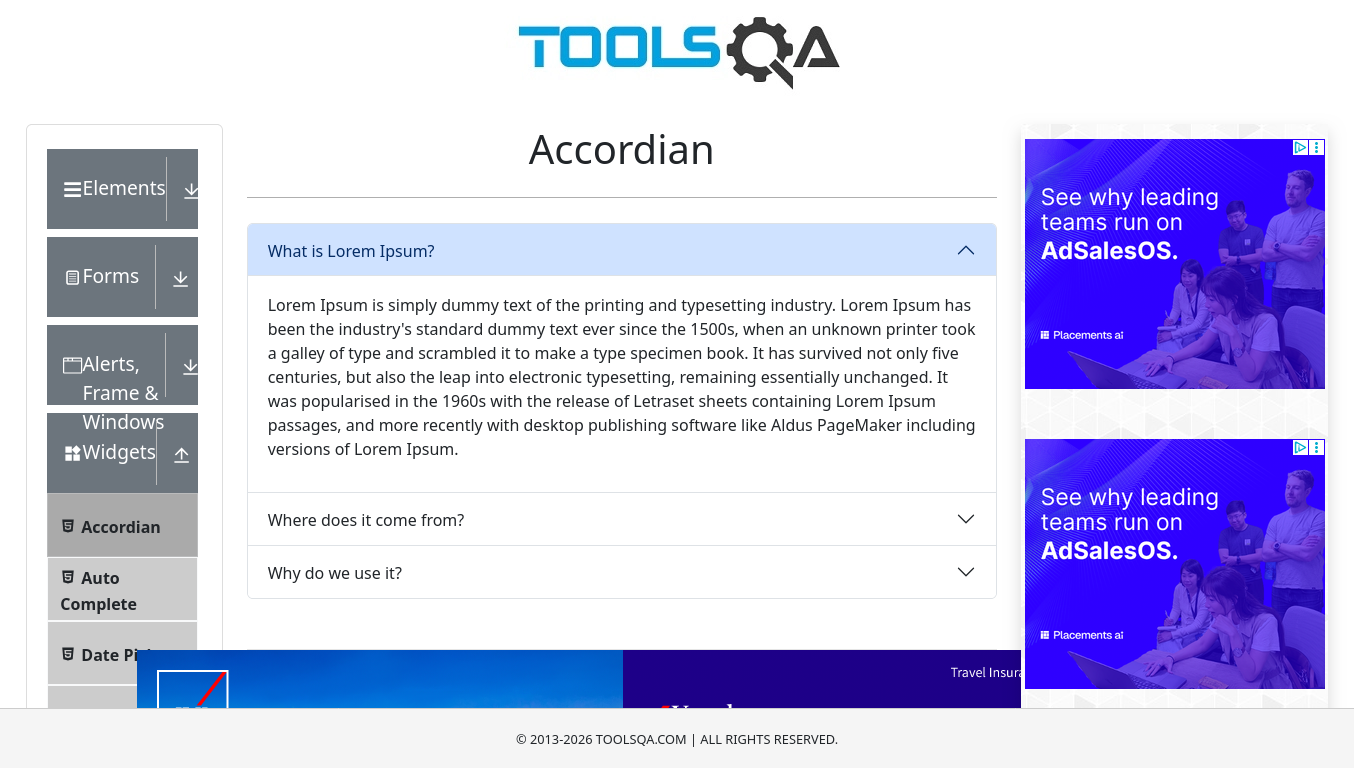 TOOLSQA
Elements
Forms
Alerts,
Frame &
Windows
Widgets
Accordian
Auto
Complete
Date Pi
Accordian
What is Lorem Ipsum?
Lorem Ipsum is simply dummy text of the printing and typesetting industry. Lorem Ipsum has
been the industry's standard dummy text ever since the 1500s, when an unknown printer took
a galley of type and scrambled it to make a type specimen book. It has survived not only five
centuries, but also the leap into electronic typesetting, remaining essentially unchanged. It
was popularised in the 1960s with the release of Letraset sheets containing Lorem Ipsum
passages, and more recently with desktop publishing software like Aldus PageMaker including
versions of Lorem Ipsum.
Where does it come from?
Why do we use it?
See why leading
teams run on
AdSalesOS.
Placements ai
See why leading
teams run on
AdSalesOS.
Placements ai
Travel Insura
© 2013-2026 TOOLSQA.COM | ALL RIGHTS RESERVED.